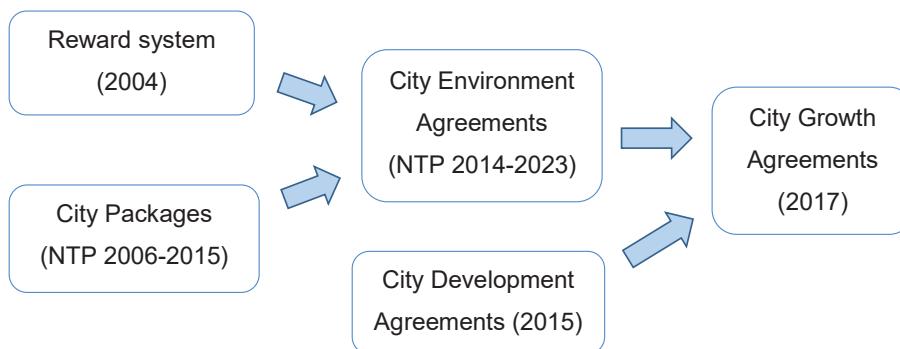 Reward system
(2004)
City Packages
(NTP 2006-2015)
City Environment
Agreements
(NTP 2014-2023)
City Development
Agreements (2015)
City Growth
Agreements
(2017)